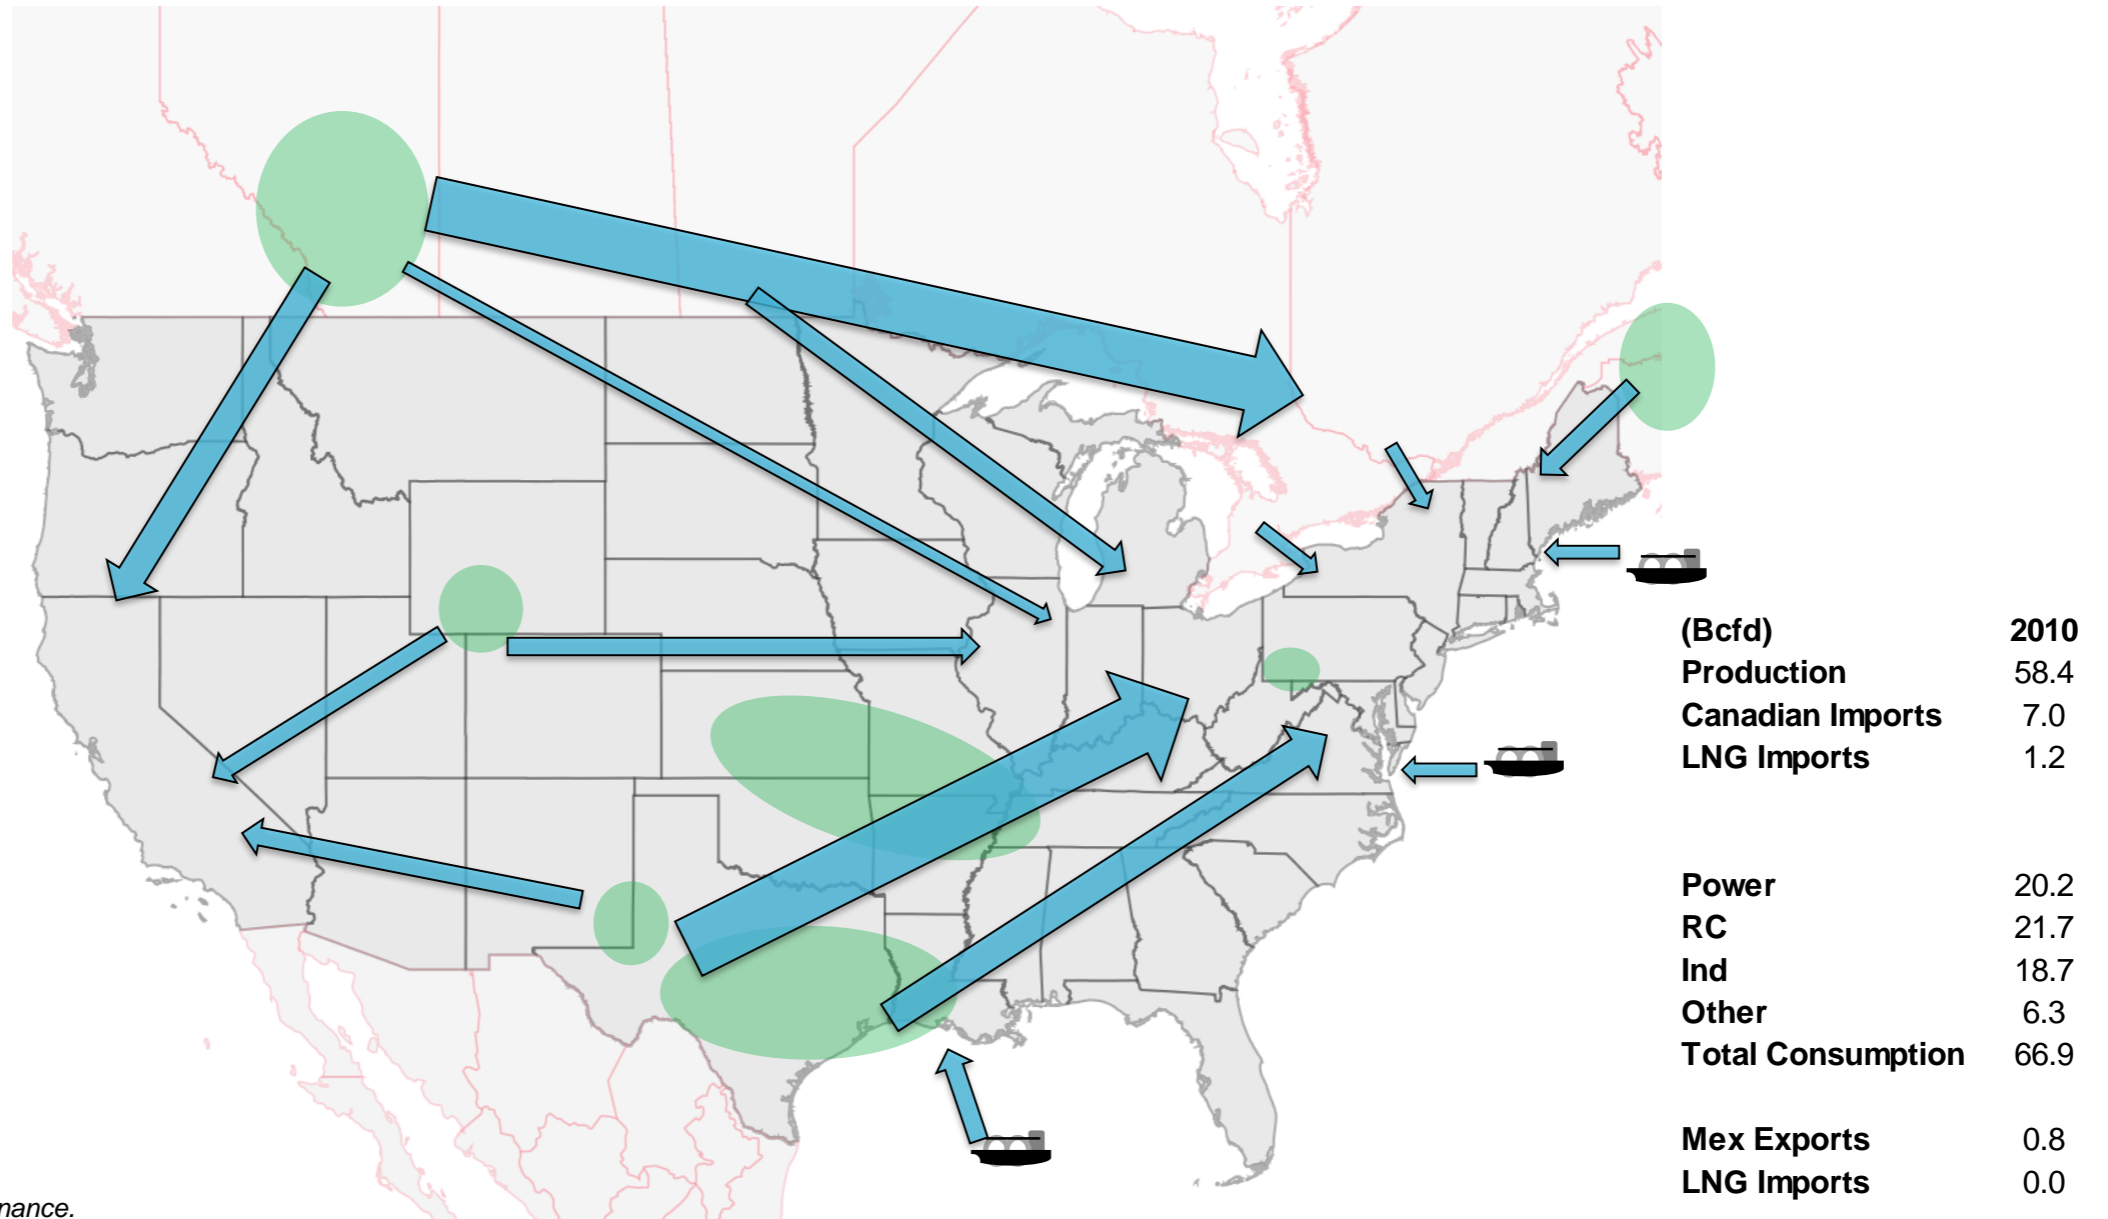 (Bcfd) 2010
Production 58.4
Canadian Imports 7.0
LNG Imports 1.2
Power 20.2
RC 21.7
Ind 18.7
Other 6.3
Total Consumption 66.9
Mex Exports 0.8
LNG Imports 0.0
nance.